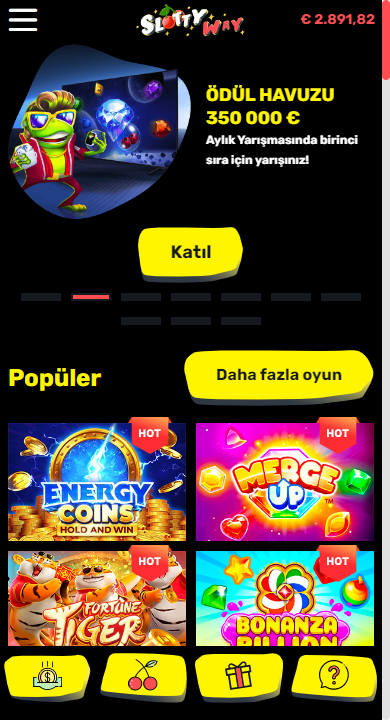 SLOTTY WAY
€ 2.891,82
ÖDÜL HAVUZU
350 000 €
Aylık Yarışmasında birinci
sıra için yarışınız!
Katıl
Popüler
Daha fazla oyun
HOT
HOT
ENERGY
COINS
HOLD AND WIN
MERGE
UP™
HOT
HOT
FORTUNE
TIGER
BONANZA
BILLION
$
?